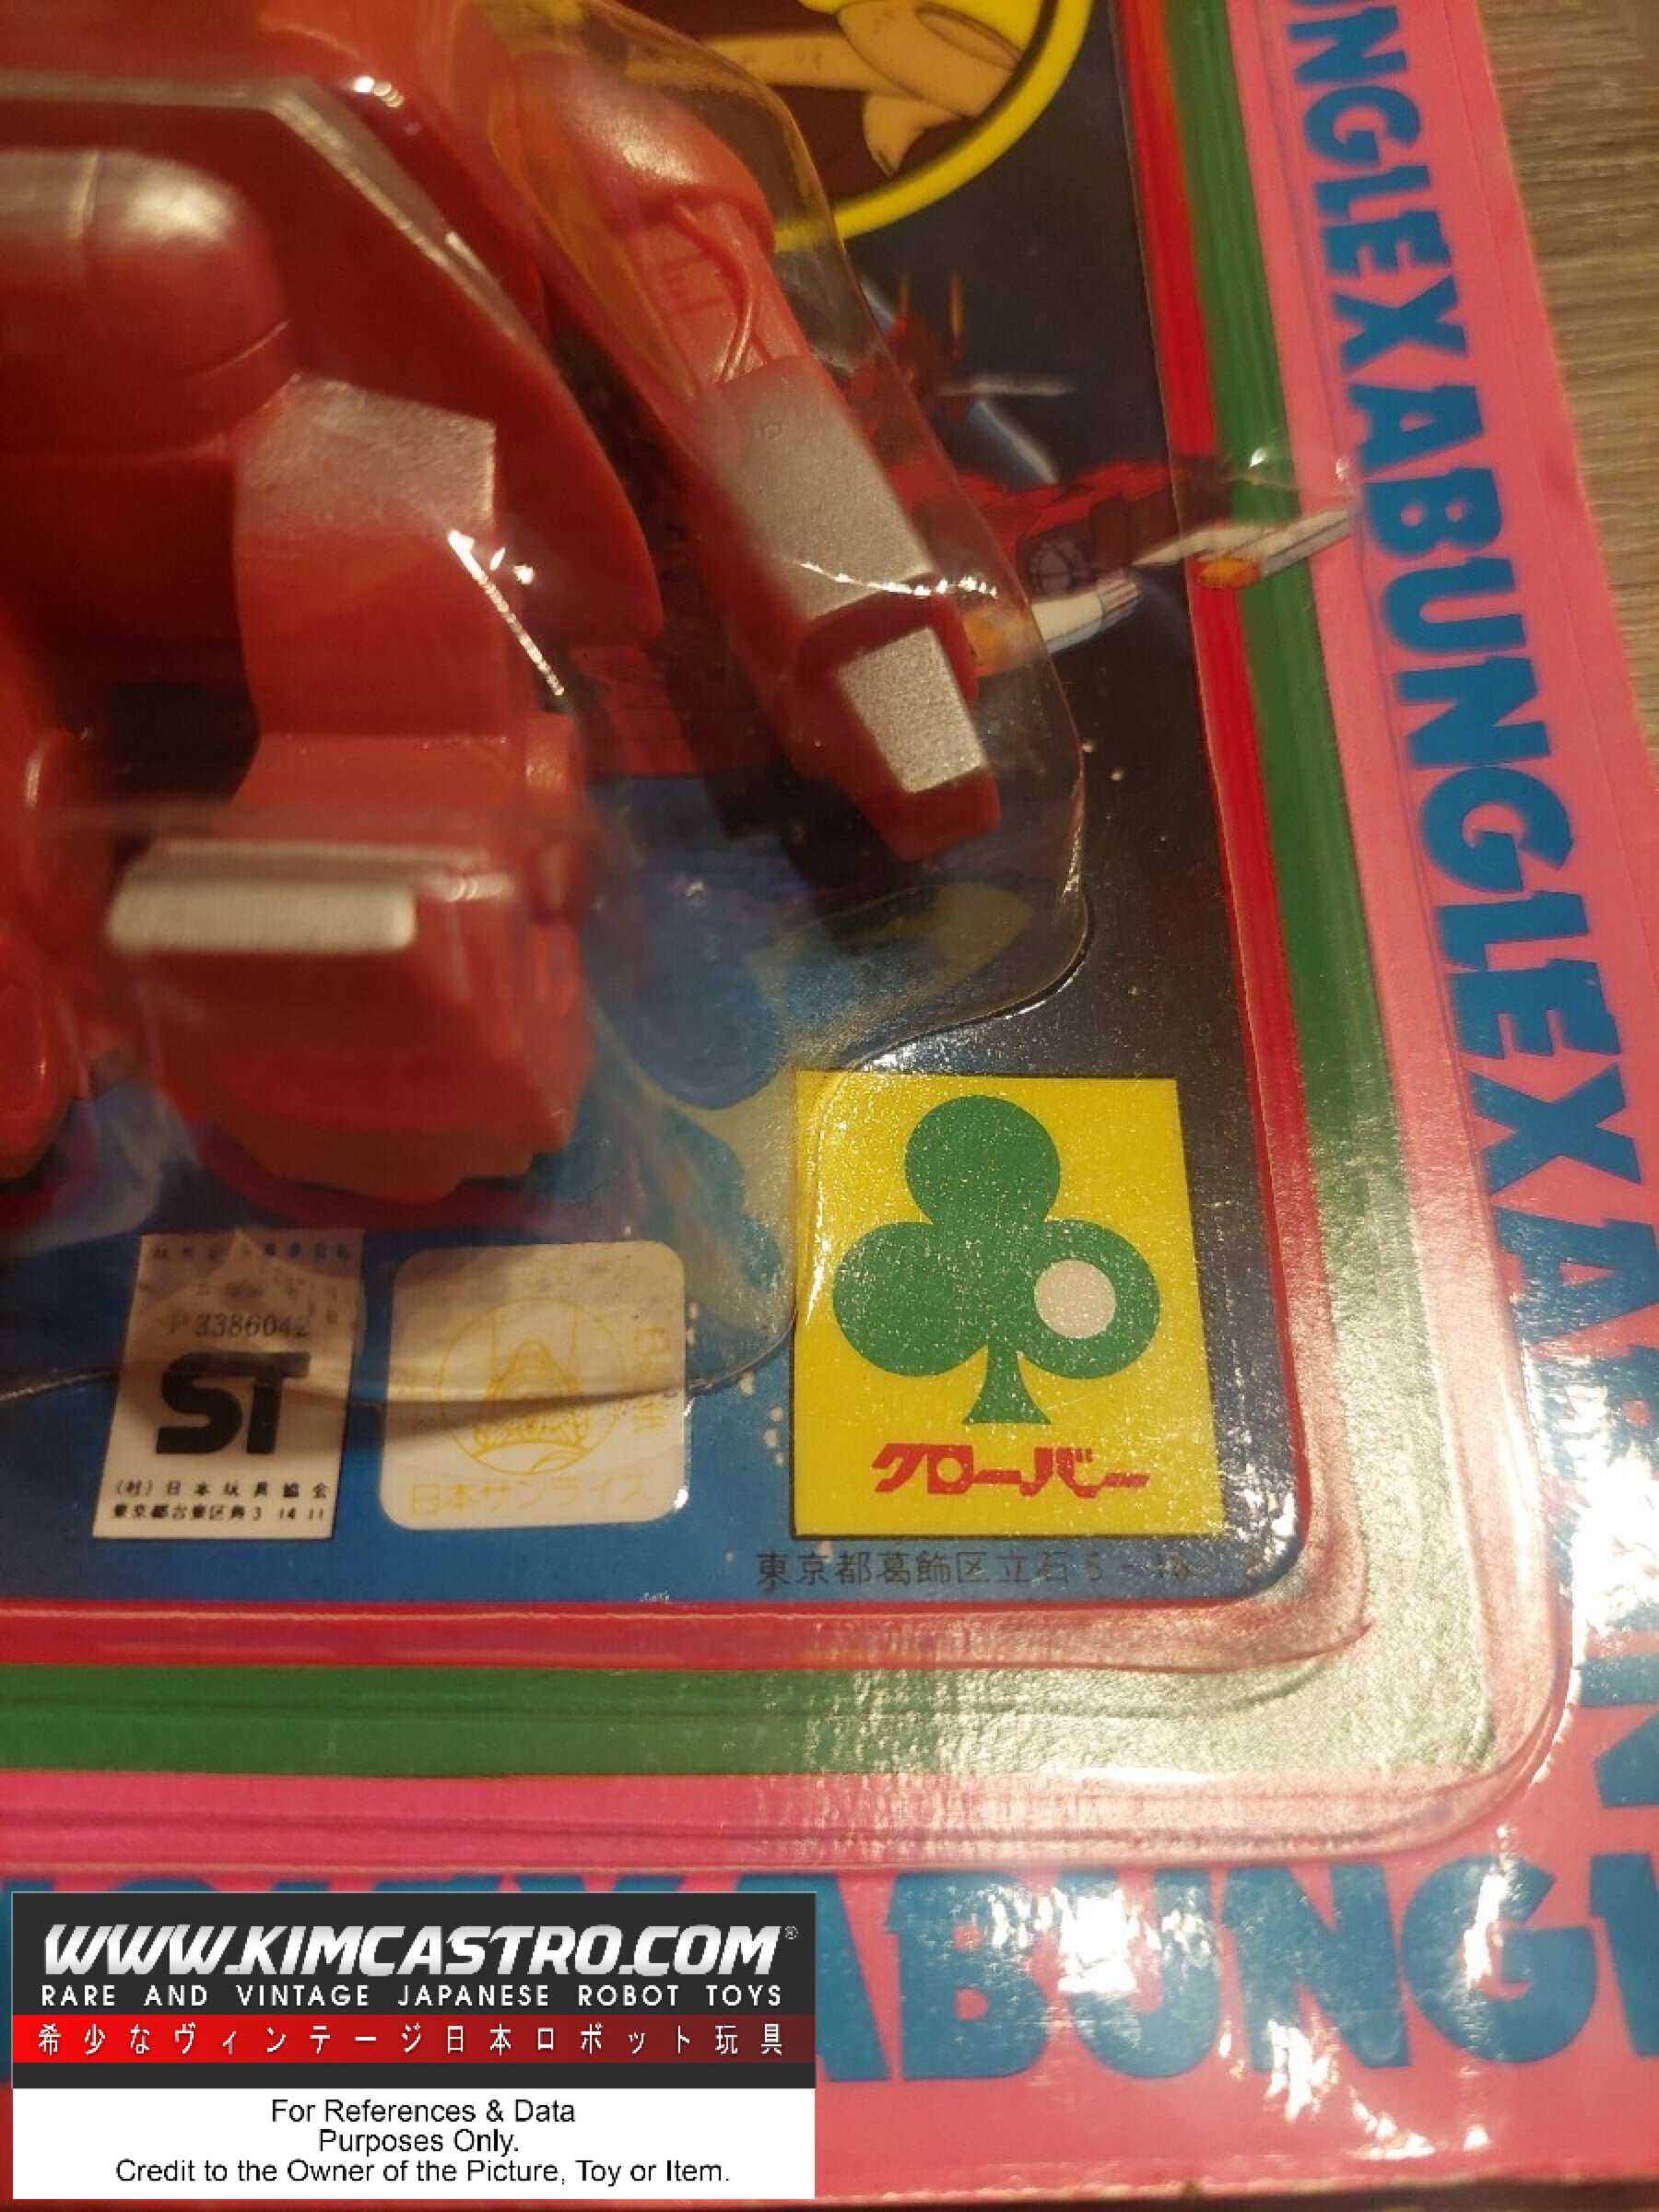 UNGLEXABUNGLEXABUNGLEXA
P3386042
ST
(社)日本玩具協会
日本サンライズ
クローバー
東京都葛飾区立石5-10
ABUNG
WWW.KIMCASTRO.COM®
RARE AND VINTAGE JAPANESE ROBOT TOYS
希少なヴィンテージ日本ロボット玩具
For References & Data
Purposes Only.
Credit to the Owner of the Picture, Toy or Item.